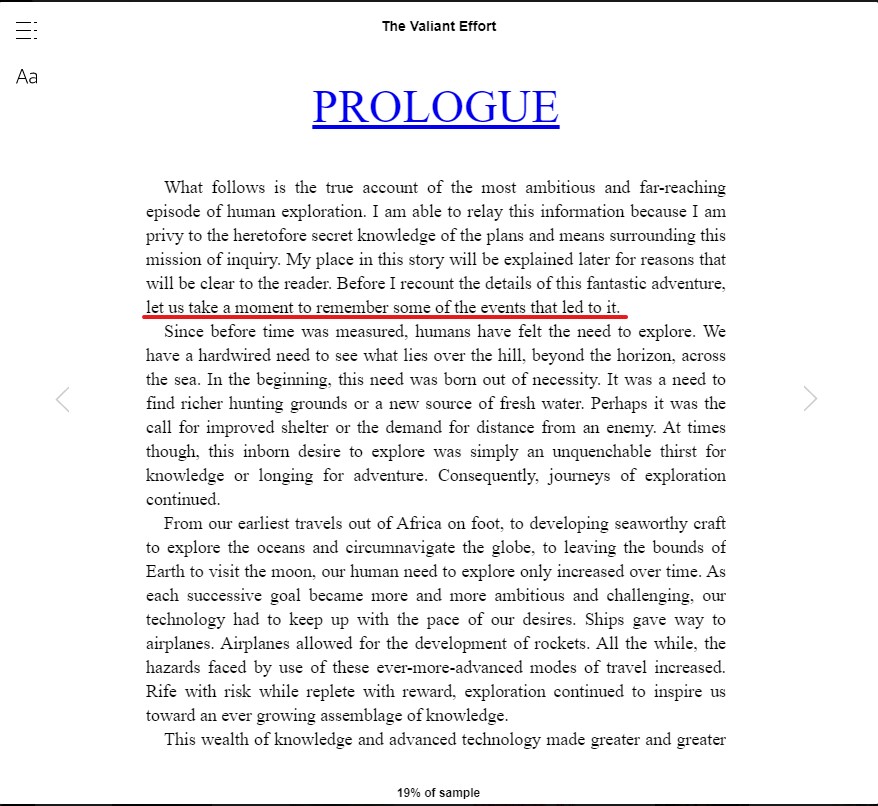 The Valiant Effort
Aa
PROLOGUE
What follows is the true account of the most ambitious and far-reaching
episode of human exploration. I am able to relay this information because I am
privy to the heretofore secret knowledge of the plans and means surrounding this
mission of inquiry. My place in this story will be explained later for reasons that
will be clear to the reader. Before I recount the details of this fantastic adventure,
let us take a moment to remember some of the events that led to it.
Since before time was measured, humans have felt the need to explore. We
have a hardwired need to see what lies over the hill, beyond the horizon, across
the sea. In the beginning, this need was born out of necessity. It was a need to
find richer hunting grounds or a new source of fresh water. Perhaps it was the
call for improved shelter or the demand for distance from an enemy. At times
though, this inborn desire to explore was simply an unquenchable thirst for
knowledge or longing for adventure. Consequently, journeys of exploration
continued.
From our earliest travels out of Africa on foot, to developing seaworthy craft
to explore the oceans and circumnavigate the globe, to leaving the bounds of
Earth to visit the moon, our human need to explore only increased over time. As
each successive goal became more and more ambitious and challenging, our
technology had to keep up with the pace of our desires. Ships gave way to
airplanes. Airplanes allowed for the development of rockets. All the while, the
hazards faced by use of these ever-more-advanced modes of travel increased.
Rife with risk while replete with reward, exploration continued to inspire us
toward an ever growing assemblage of knowledge.
This wealth of knowledge and advanced technology made greater and greater
19% of sample